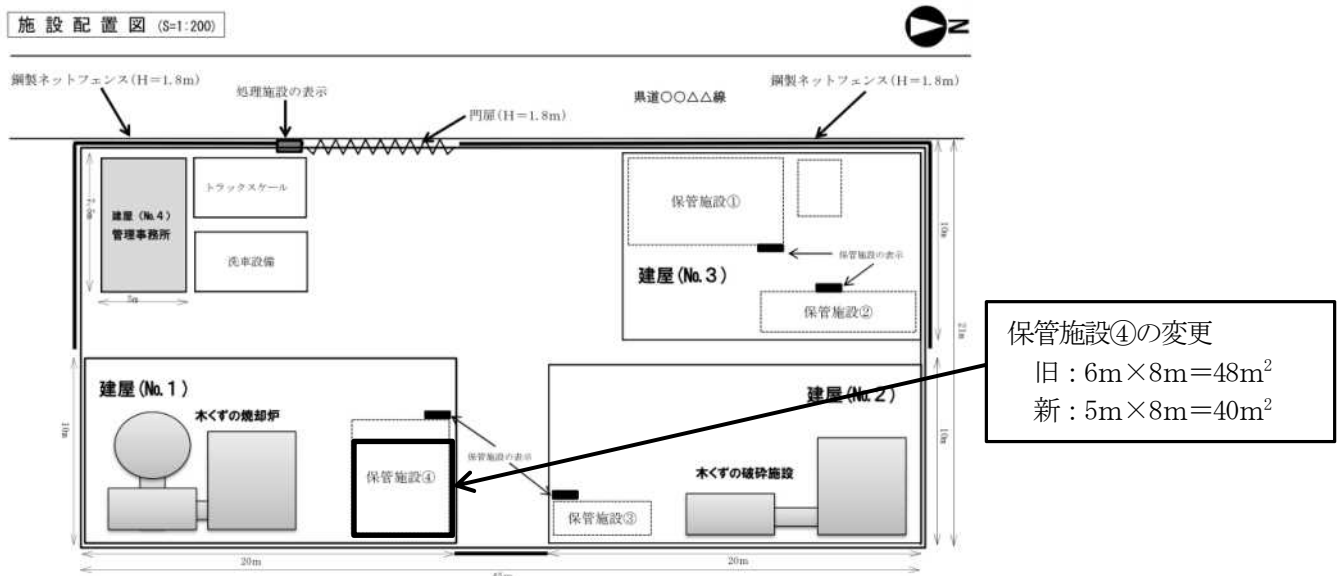 施設配置図 (S=1:200)
N
鋼製ネットフェンス(H=1.8m)
処理施設の表示
門扉(H=1.8m)
県道〇〇△△線
鋼製ネットフェンス(H=1.8m)
建屋(No.4)
管理事務所
トラックスケール
洗車設備
5m
保管施設①
保管施設の表示
建屋(No.3)
保管施設②
10m
21m
保管施設④の変更
旧:6m×8m=48m²
新:5m×8m=40m²
建屋(No.1)
木くずの焼却炉
保管施設④
保管施設の表示
10m
建屋(No.2)
木くずの破砕施設
保管施設③
10m
20m
20m